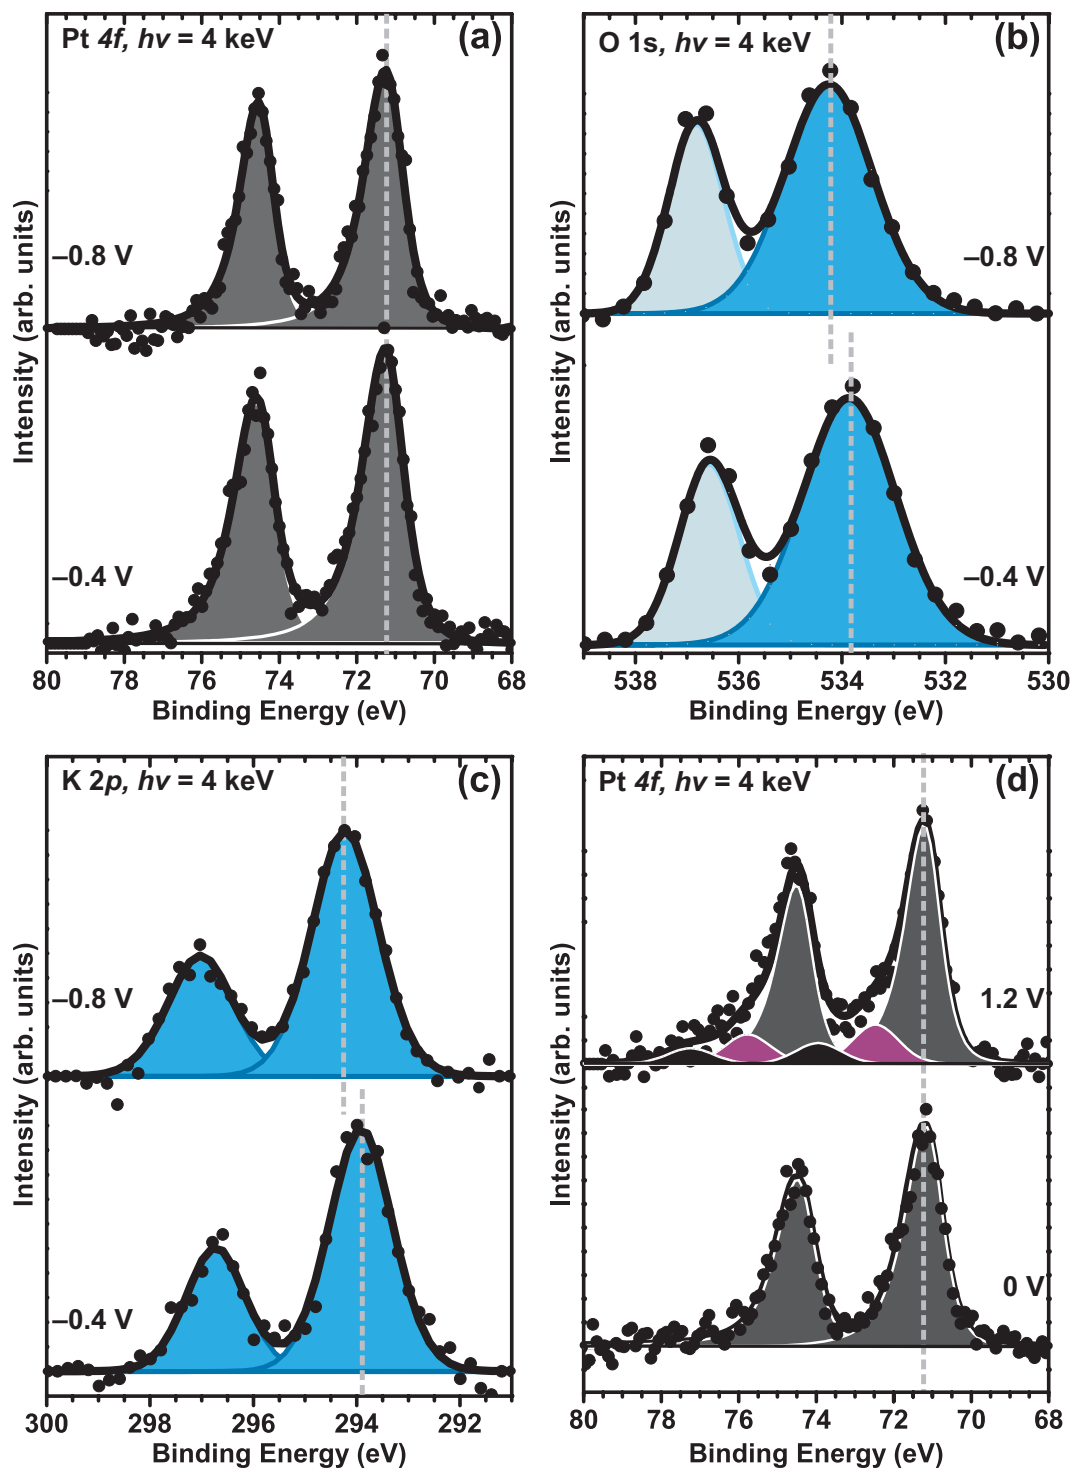 Pt 4f, hν = 4 keV
(a)
–0.8 V
–0.4 V
Intensity (arb. units)
80 78 76 74 72 70 68
Binding Energy (eV)
O 1s, hν = 4 keV
(b)
–0.8 V
–0.4 V
Intensity (arb. units)
538 536 534 532 530
Binding Energy (eV)
K 2p, hν = 4 keV
(c)
–0.8 V
–0.4 V
Intensity (arb. units)
300 298 296 294 292
Binding Energy (eV)
Pt 4f, hν = 4 keV
(d)
1.2 V
0 V
Intensity (arb. units)
80 78 76 74 72 70 68
Binding Energy (eV)